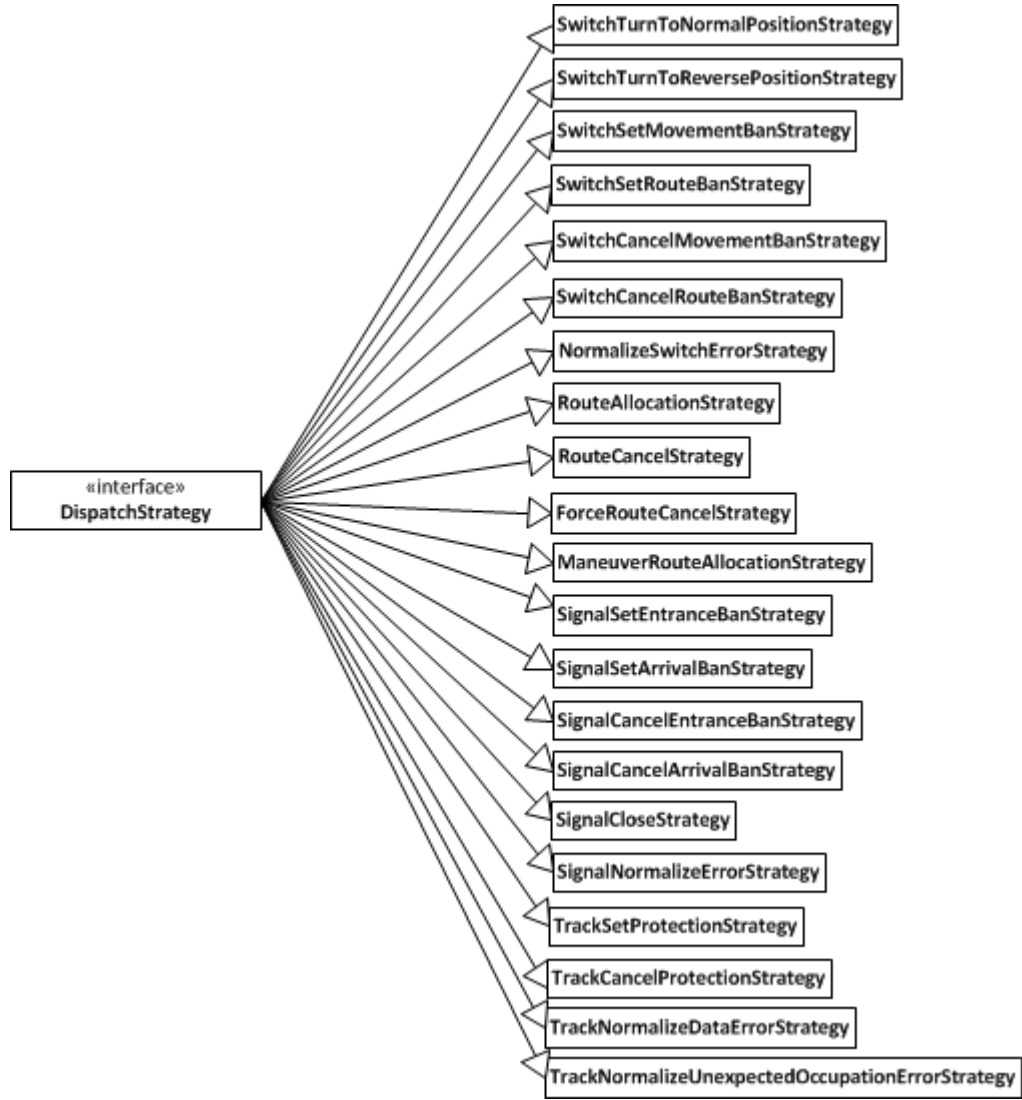 SwitchTurnToNormalPositionStrategy
SwitchTurnToReversePositionStrategy
SwitchSetMovementBanStrategy
SwitchSetRouteBanStrategy
SwitchCancelMovementBanStrategy
SwitchCancelRouteBanStrategy
NormalizeSwitchErrorStrategy
RouteAllocationStrategy
RouteCancelStrategy
«interface»
DispatchStrategy
ForceRouteCancelStrategy
ManeuverRouteAllocationStrategy
SignalSetEntranceBanStrategy
SignalSetArrivalBanStrategy
SignalCancelEntranceBanStrategy
SignalCancelArrivalBanStrategy
SignalCloseStrategy
SignalNormalizeErrorStrategy
TrackSetProtectionStrategy
TrackCancelProtectionStrategy
TrackNormalizeDataErrorStrategy
TrackNormalizeUnexpectedOccupationErrorStrategy